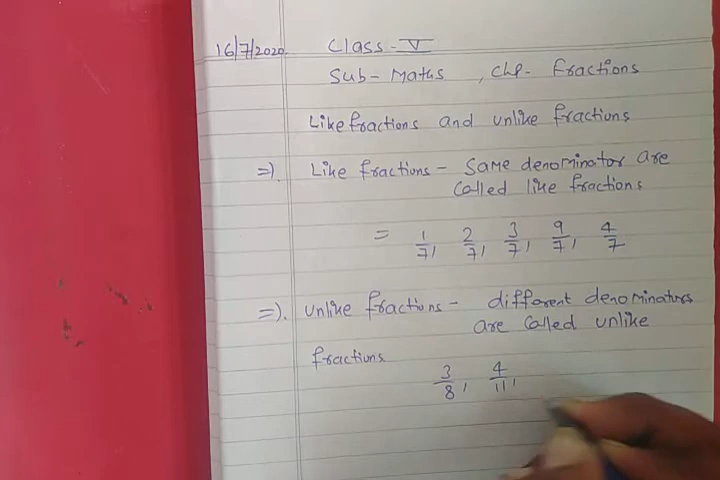 16/7/2020 Class - V
Sub - Maths , Chp. Fractions
Like fractions and unlike fractions
=). Like fractions - Same denominator are
called like fractions
= 1/7, 2/7, 3/7, 9/7, 4/7
=). Unlike fractions - different denominators
are called unlike
fractions
3/8, 4/11,